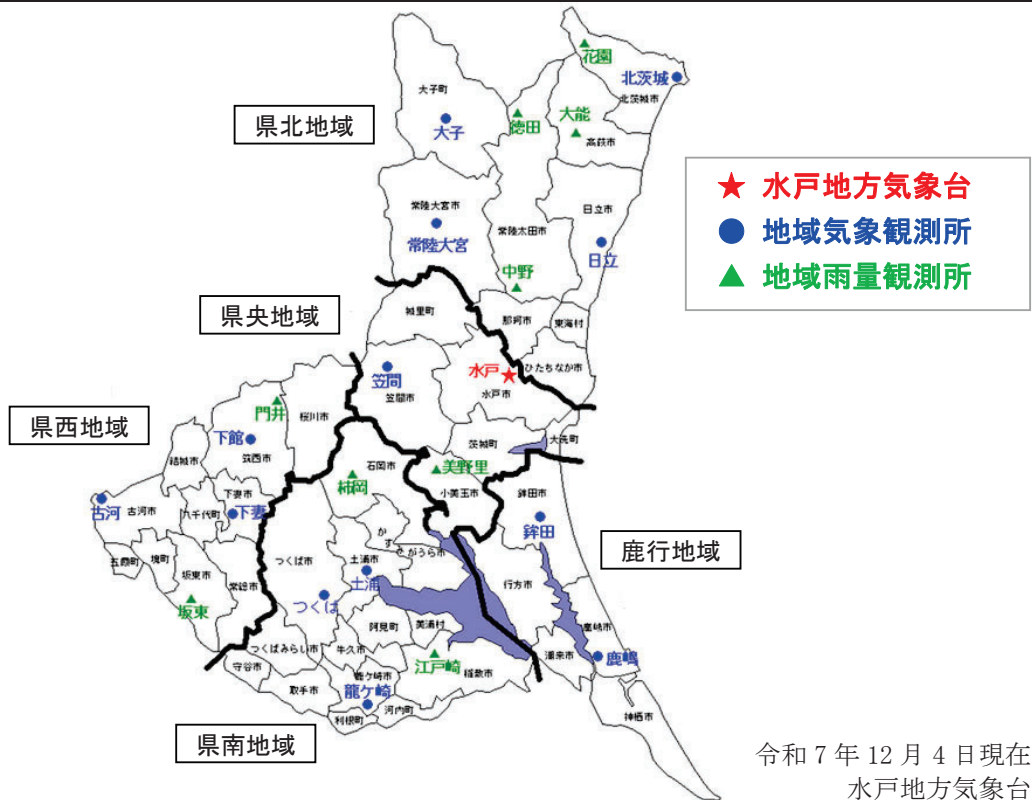 花園
北茨城
大子町
北茨城市
徳田
大能
大子
高萩市
県北地域
★ 水戸地方気象台
● 地域気象観測所
▲ 地域雨量観測所
常陸大宮市
日立市
常陸太田市
常陸大宮
日立
中野
県央地域
城里町
那珂市
東海村
水戸
ひたちなか市
笠間
笠間市
水戸市
県西地域
門井
桜川市
下館
筑西市
結城市
茨城町
大洗町
石岡市
美野里
柿岡
小美玉市
鉾田市
下妻市
古河
古河市
八千代町
下妻
鉾田
鹿行地域
かすみがうら市
五霞町
境町
坂東市
常総市
つくば市
土浦市
土浦
行方市
坂東
つくば
阿見町
美浦村
鹿嶋市
つくばみらい市
牛久市
守谷市
江戸崎
稲敷市
潮来市
鹿嶋
龍ケ崎市
取手市
龍ケ崎
河内町
利根町
神栖市
県南地域
令和7年12月4日現在
水戸地方気象台